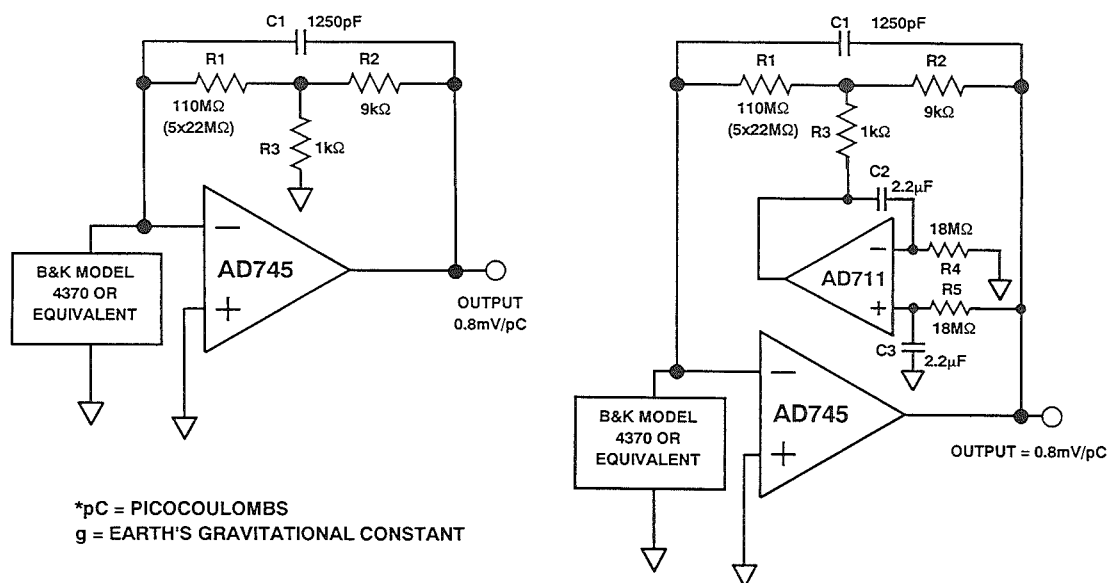 C1 1250pF
R1
R2
110MΩ
(5x22MΩ)
9kΩ
R3
1kΩ
−
AD745
+
B&K MODEL
4370 OR
EQUIVALENT
OUTPUT
0.8mV/pC
*pC = PICOCOULOMBS
g = EARTH'S GRAVITATIONAL CONSTANT
C1 1250pF
R1
R2
110MΩ
(5x22MΩ)
9kΩ
R3
1kΩ
C2
2.2µF
18MΩ
−
R4
AD711
R5
+
18MΩ
C3
2.2µF
−
AD745
+
B&K MODEL
4370 OR
EQUIVALENT
OUTPUT = 0.8mV/pC